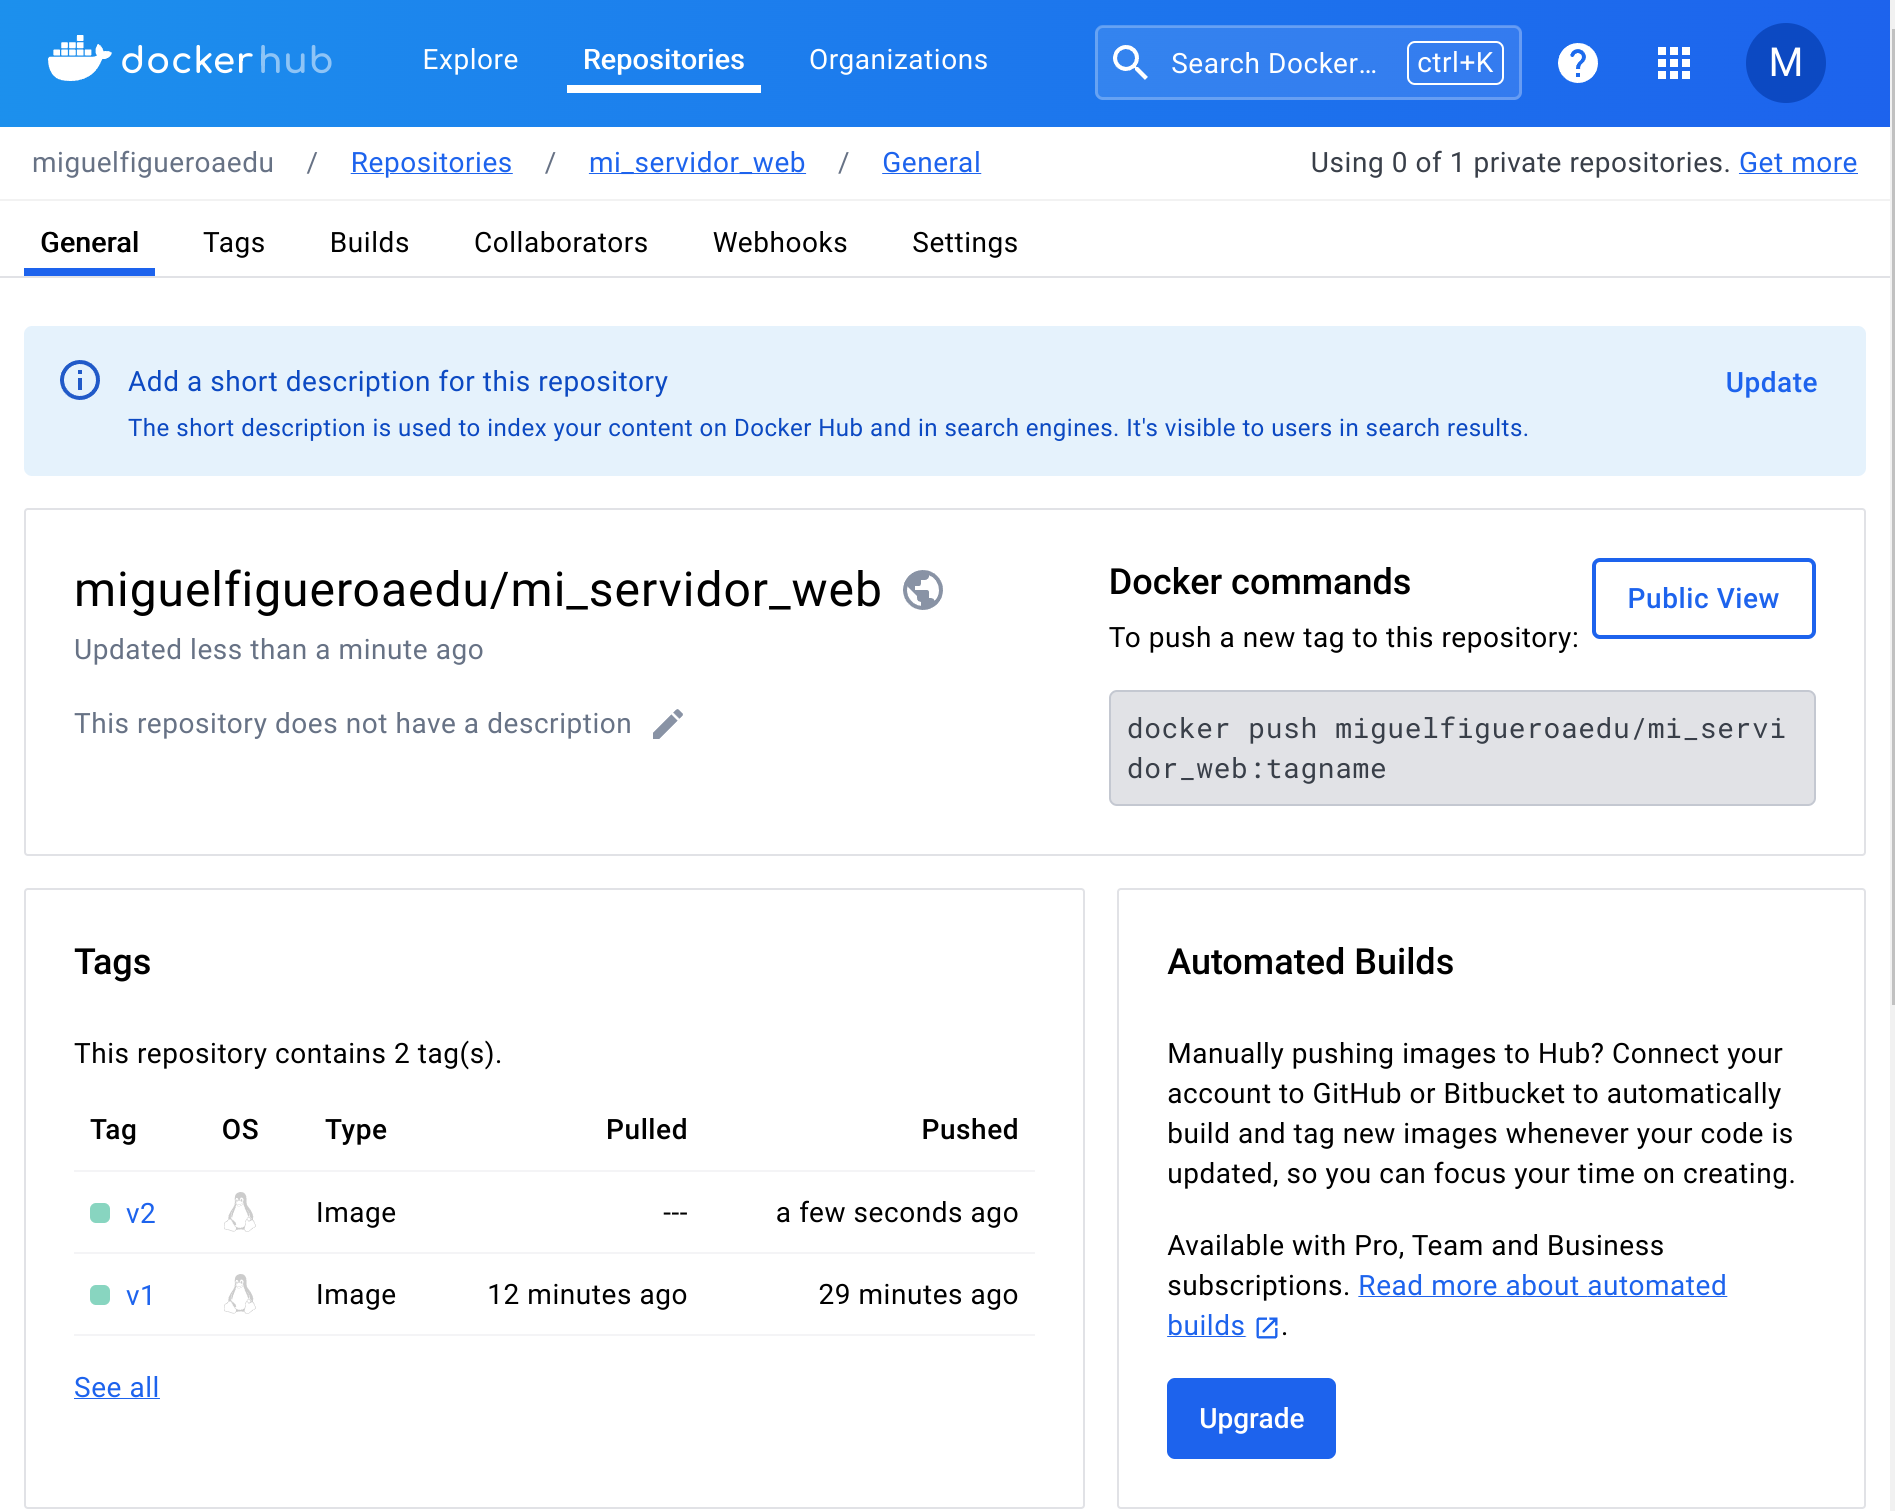 docker hub
Explore
Repositories
Organizations
Search Docker...
ctrl+K
?
M
miguelfigueroaedu / Repositories / mi_servidor_web / General
Using 0 of 1 private repositories. Get more
General
Tags
Builds
Collaborators
Webhooks
Settings
Add a short description for this repository
Update
The short description is used to index your content on Docker Hub and in search engines. It's visible to users in search results.
miguelfigueroaedu/mi_servidor_web
Updated less than a minute ago
This repository does not have a description
Docker commands
Public View
To push a new tag to this repository:
docker push miguelfigueroaedu/mi_servi
dor_web:tagname
Tags
This repository contains 2 tag(s).
Tag OS Type Pulled Pushed
v2 Image --- a few seconds ago
v1 Image 12 minutes ago 29 minutes ago
See all
Automated Builds
Manually pushing images to Hub? Connect your
account to GitHub or Bitbucket to automatically
build and tag new images whenever your code is
updated, so you can focus your time on creating.
Available with Pro, Team and Business
subscriptions. Read more about automated
builds .
Upgrade